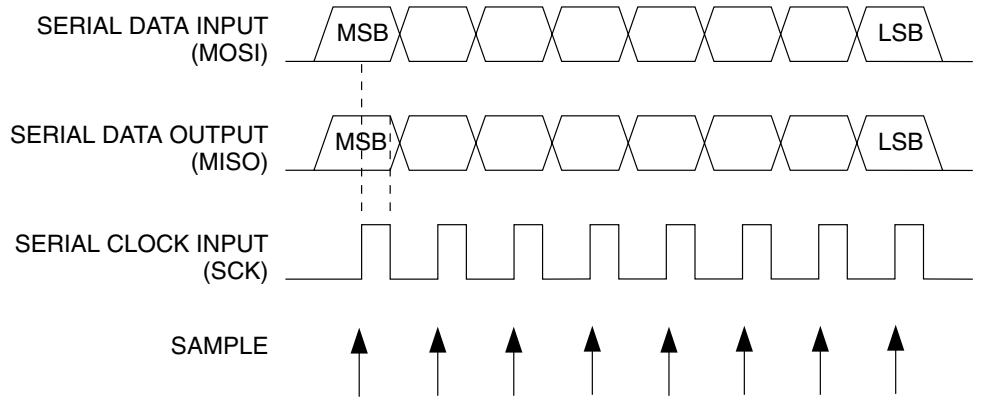 SERIAL DATA INPUT
(MOSI)
MSB
LSB
SERIAL DATA OUTPUT
(MISO)
MSB
LSB
SERIAL CLOCK INPUT
(SCK)
SAMPLE